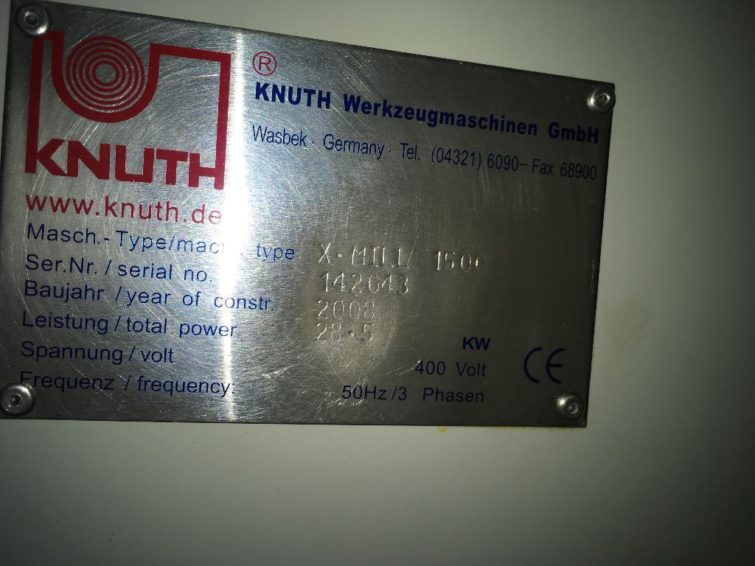 KNUTH
®
KNUTH Werkzeugmaschinen GmbH
Wasbek · Germany · Tel. (04321) 6090– Fax 68900
www.knuth.de
Masch.- Type/mach. type X·MILL 1500
Ser.Nr. / serial no. 142643
Baujahr / year of constr. 2008
Leistung / total power 28·5 KW
Spannung / volt 400 Volt
Frequenz / frequency 50Hz /3 Phasen
CE